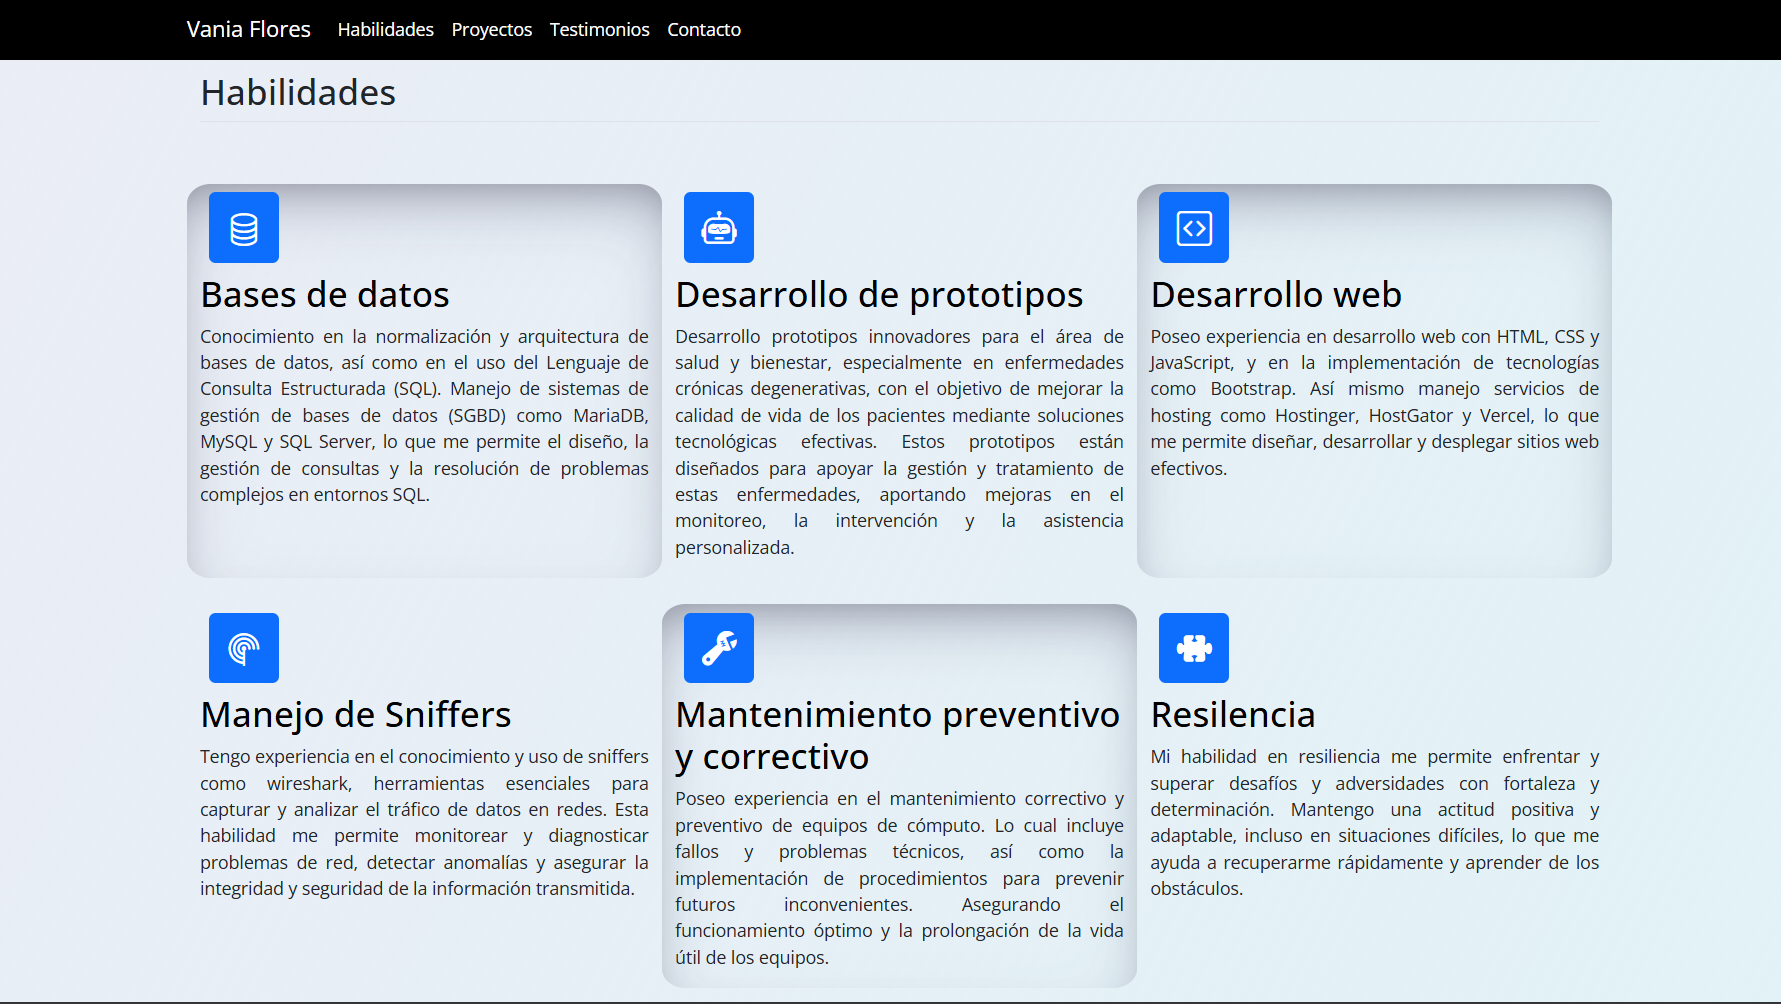 Vania Flores
Habilidades
Proyectos
Testimonios
Contacto
Habilidades
Bases de datos
Conocimiento en la normalización y arquitectura de
bases de datos, así como en el uso del Lenguaje de
Consulta Estructurada (SQL). Manejo de sistemas de
gestión de bases de datos (SGBD) como MariaDB,
MySQL y SQL Server, lo que me permite el diseño, la
gestión de consultas y la resolución de problemas
complejos en entornos SQL.
Desarrollo de prototipos
Desarrollo prototipos innovadores para el área de
salud y bienestar, especialmente en enfermedades
crónicas degenerativas, con el objetivo de mejorar la
calidad de vida de los pacientes mediante soluciones
tecnológicas efectivas. Estos prototipos están
diseñados para apoyar la gestión y tratamiento de
estas enfermedades, aportando mejoras en el
monitoreo, la intervención y la asistencia
personalizada.
Desarrollo web
Poseo experiencia en desarrollo web con HTML, CSS y
JavaScript, y en la implementación de tecnologías
como Bootstrap. Así mismo manejo servicios de
hosting como Hostinger, HostGator y Vercel, lo que
me permite diseñar, desarrollar y desplegar sitios web
efectivos.
Manejo de Sniffers
Tengo experiencia en el conocimiento y uso de sniffers
como wireshark, herramientas esenciales para
capturar y analizar el tráfico de datos en redes. Esta
habilidad me permite monitorear y diagnosticar
problemas de red, detectar anomalías y asegurar la
integridad y seguridad de la información transmitida.
Mantenimiento preventivo
y correctivo
Poseo experiencia en el mantenimiento correctivo y
preventivo de equipos de cómputo. Lo cual incluye
fallos y problemas técnicos, así como la
implementación de procedimientos para prevenir
futuros inconvenientes. Asegurando el
funcionamiento óptimo y la prolongación de la vida
útil de los equipos.
Resilencia
Mi habilidad en resiliencia me permite enfrentar y
superar desafíos y adversidades con fortaleza y
determinación. Mantengo una actitud positiva y
adaptable, incluso en situaciones difíciles, lo que me
ayuda a recuperarme rápidamente y aprender de los
obstáculos.